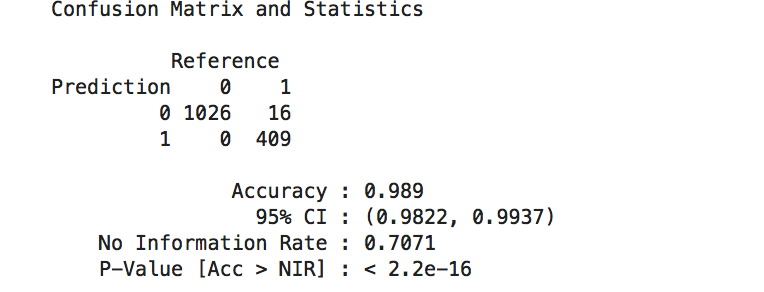 Confusion Matrix and Statistics
Reference
Prediction 0 1
0 1026 16
1 0 409
Accuracy : 0.989
95% CI : (0.9822, 0.9937)
No Information Rate : 0.7071
P-Value [Acc > NIR] : < 2.2e-16